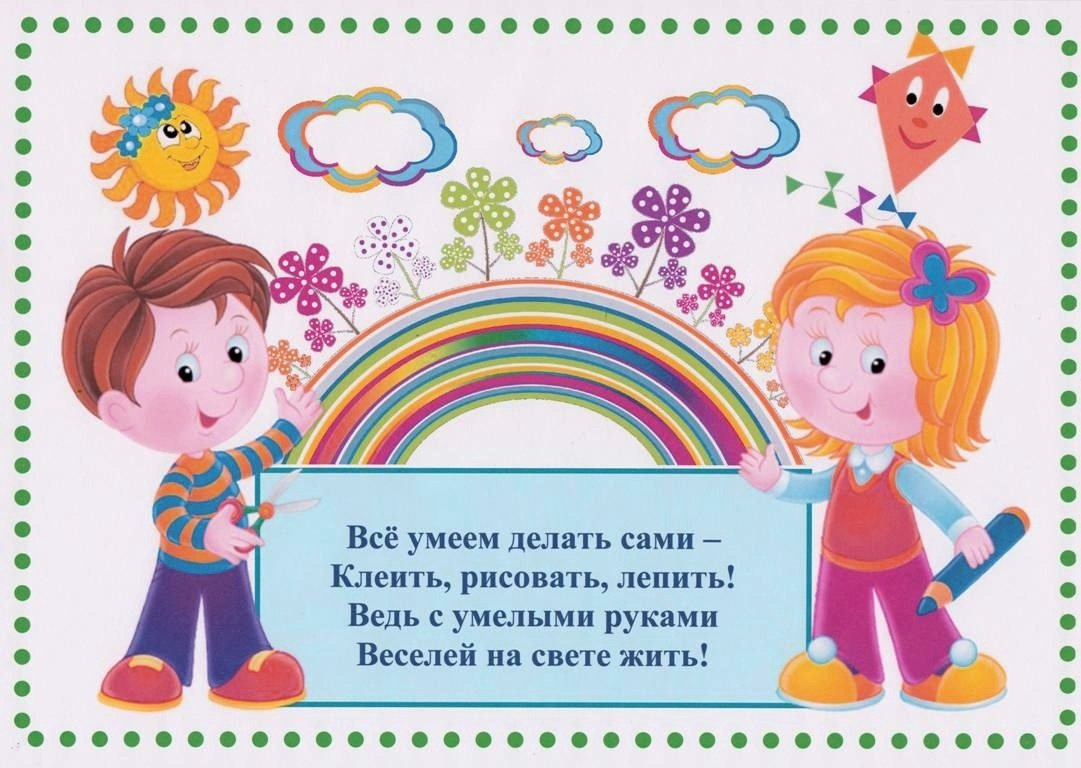 Всё умеем делать сами –
Клеить, рисовать, лепить!
Ведь с умелыми руками
Веселей на свете жить!